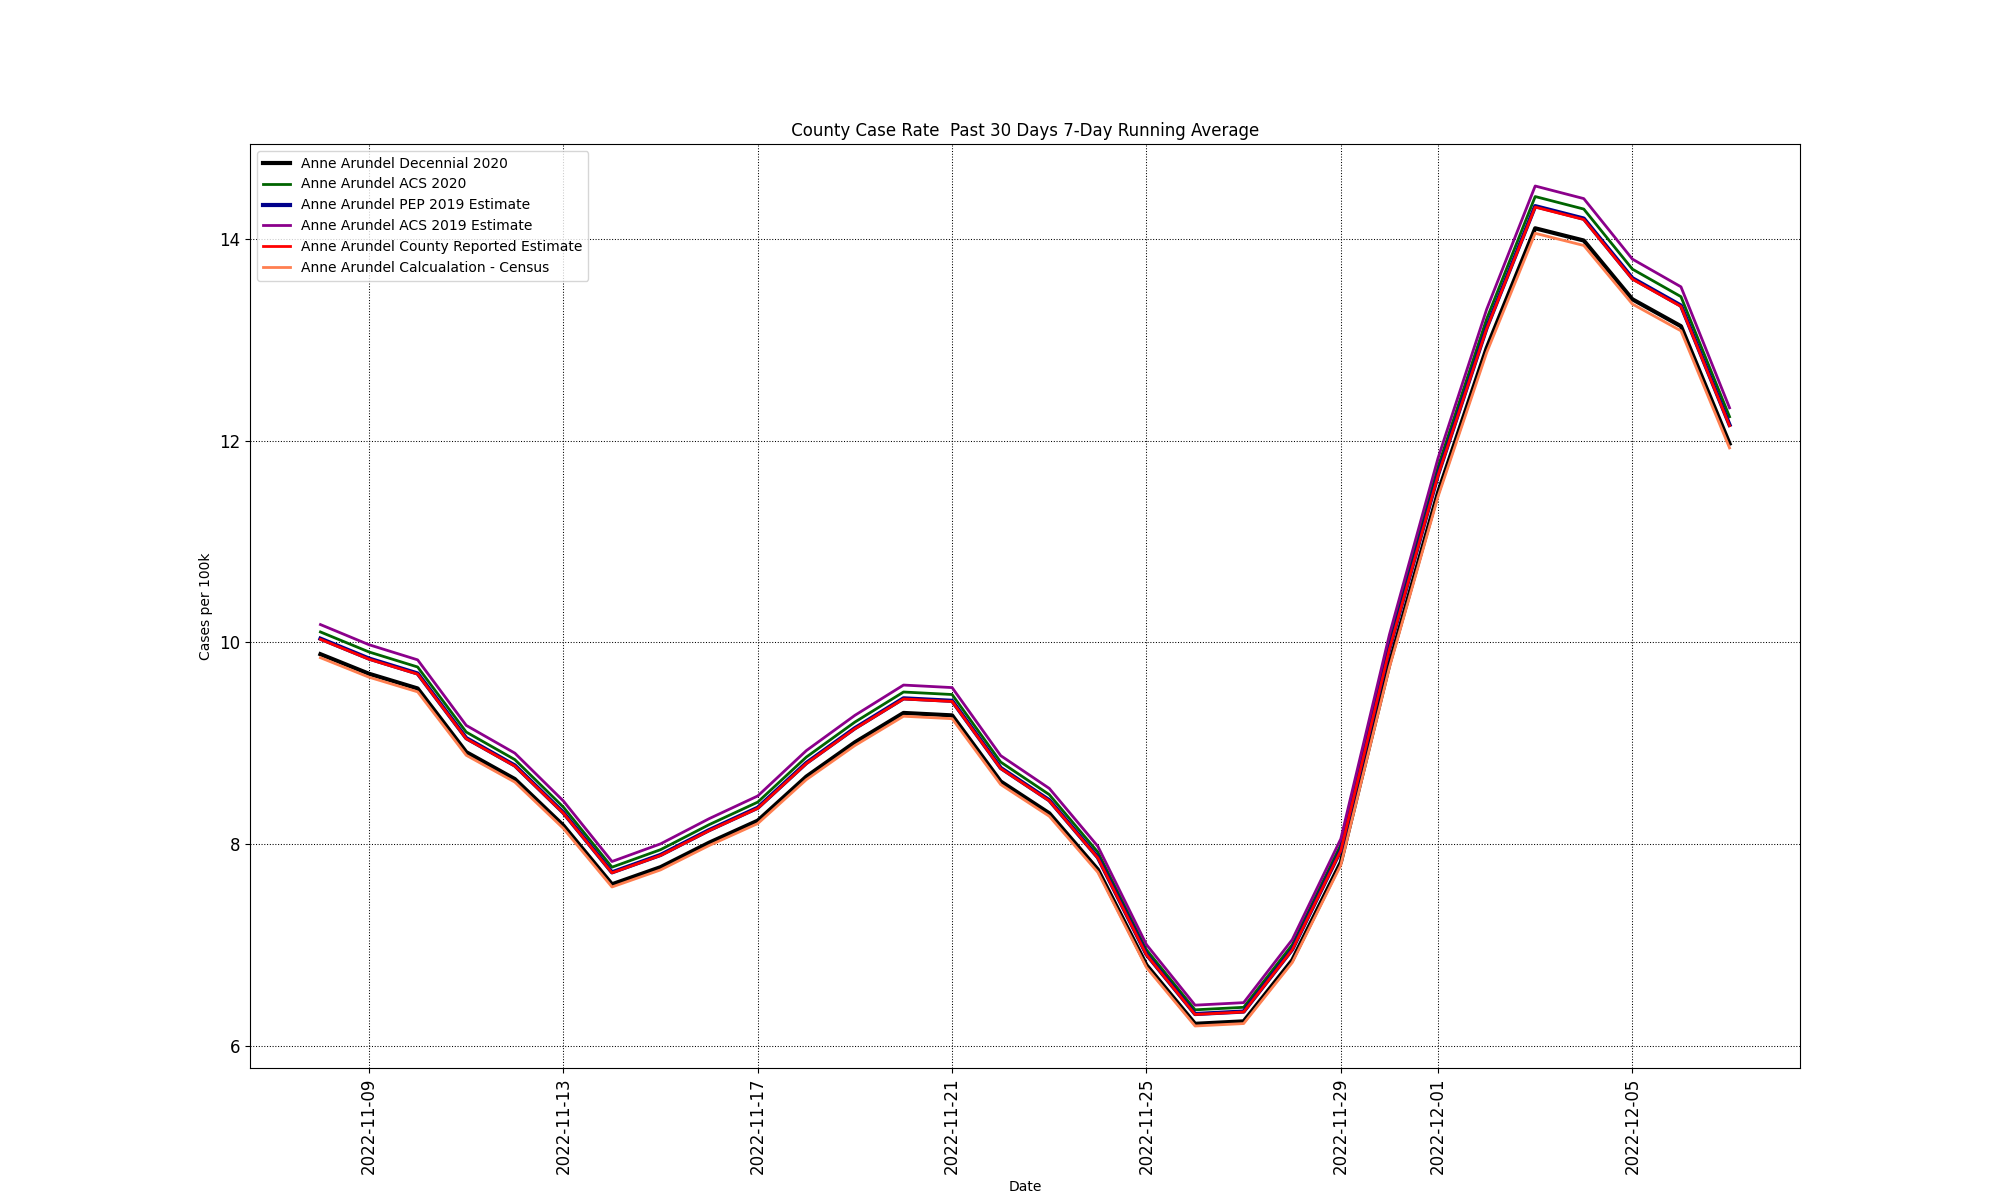 County Case Rate  Past 30 Days 7-Day Running Average
Anne Arundel Decennial 2020
Anne Arundel ACS 2020
Anne Arundel PEP 2019 Estimate
Anne Arundel ACS 2019 Estimate
Anne Arundel County Reported Estimate
Anne Arundel Calcualation - Census
14
12
10
8
6
Cases per 100k
2022-11-09
2022-11-13
2022-11-17
2022-11-21
2022-11-25
2022-11-29
2022-12-01
2022-12-05
Date